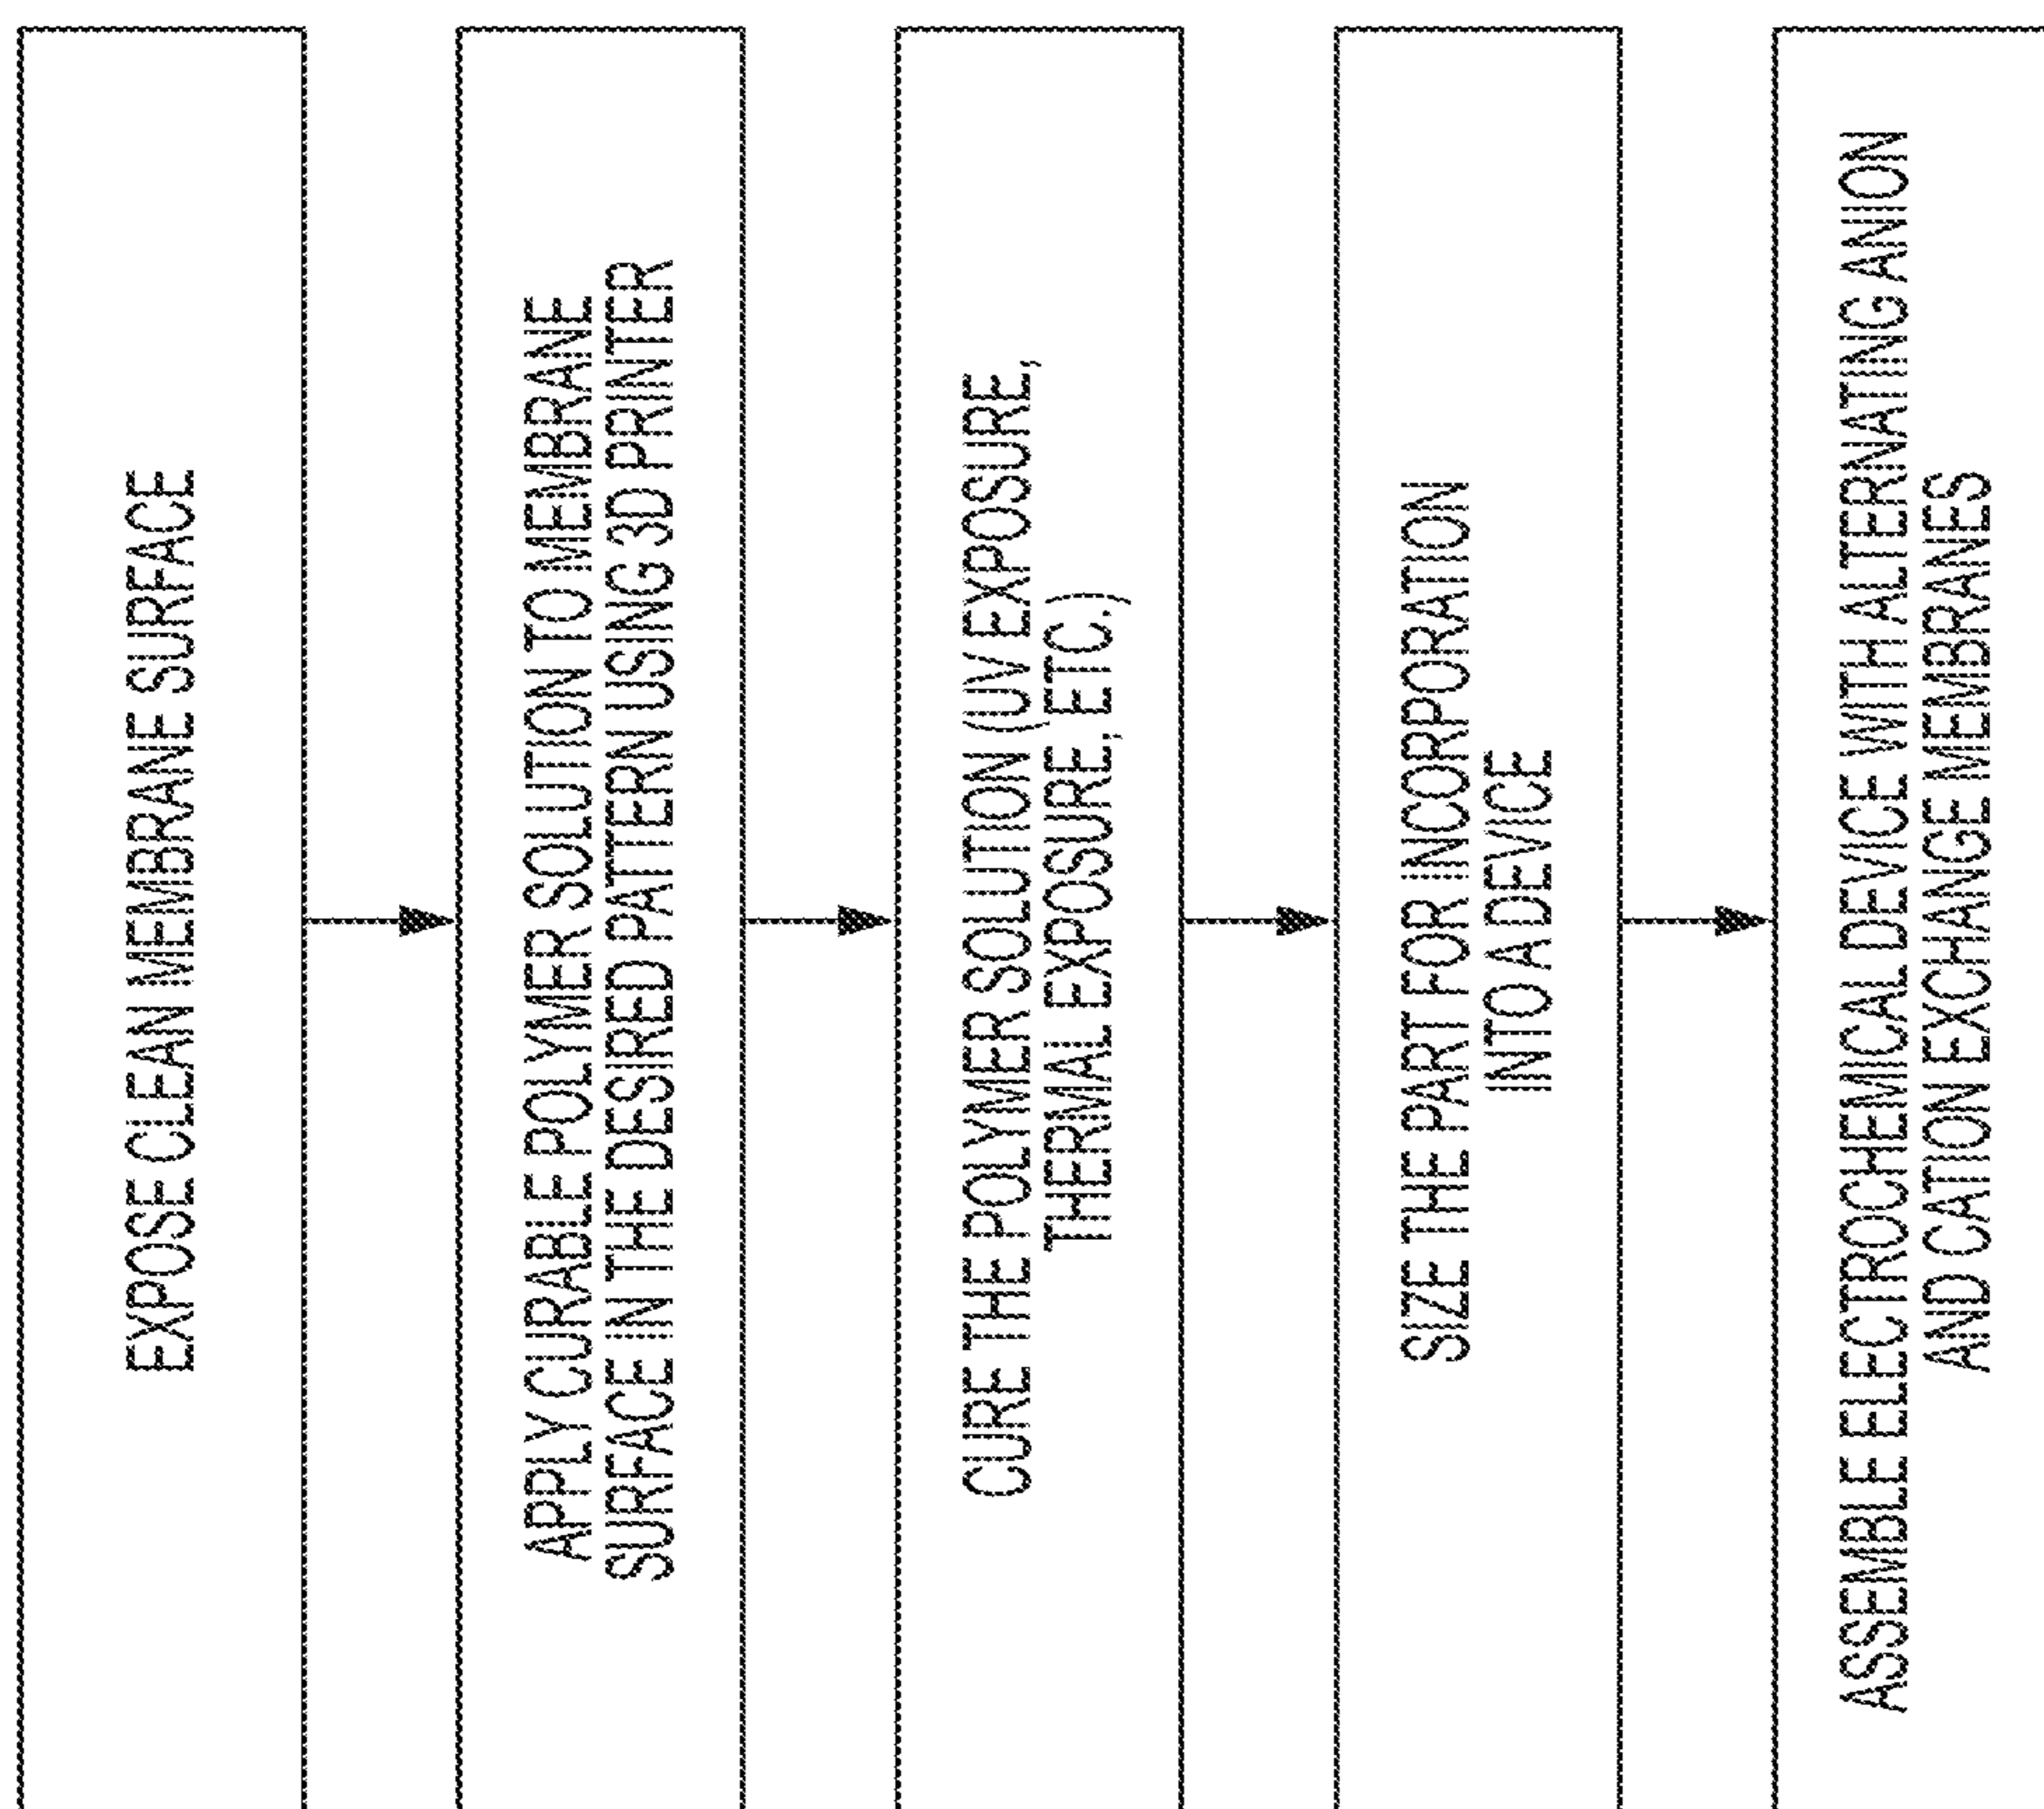 EXPOSE CLEAN MEMBRANE SURFACE
APPLY CURABLE POLYMER SOLUTION TO MEMBRANE
SURFACE IN THE DESIRED PATTERN USING 3D PRINTER
CURE THE POLYMER SOLUTION (UV EXPOSURE,
THERMAL EXPOSURE, ETC.)
SIZE THE PART FOR INCORPORATION
INTO A DEVICE
ASSEMBLE ELECTROCHEMICAL DEVICE WITH ALTERNATING ANION
AND CATION EXCHANGE MEMBRANES